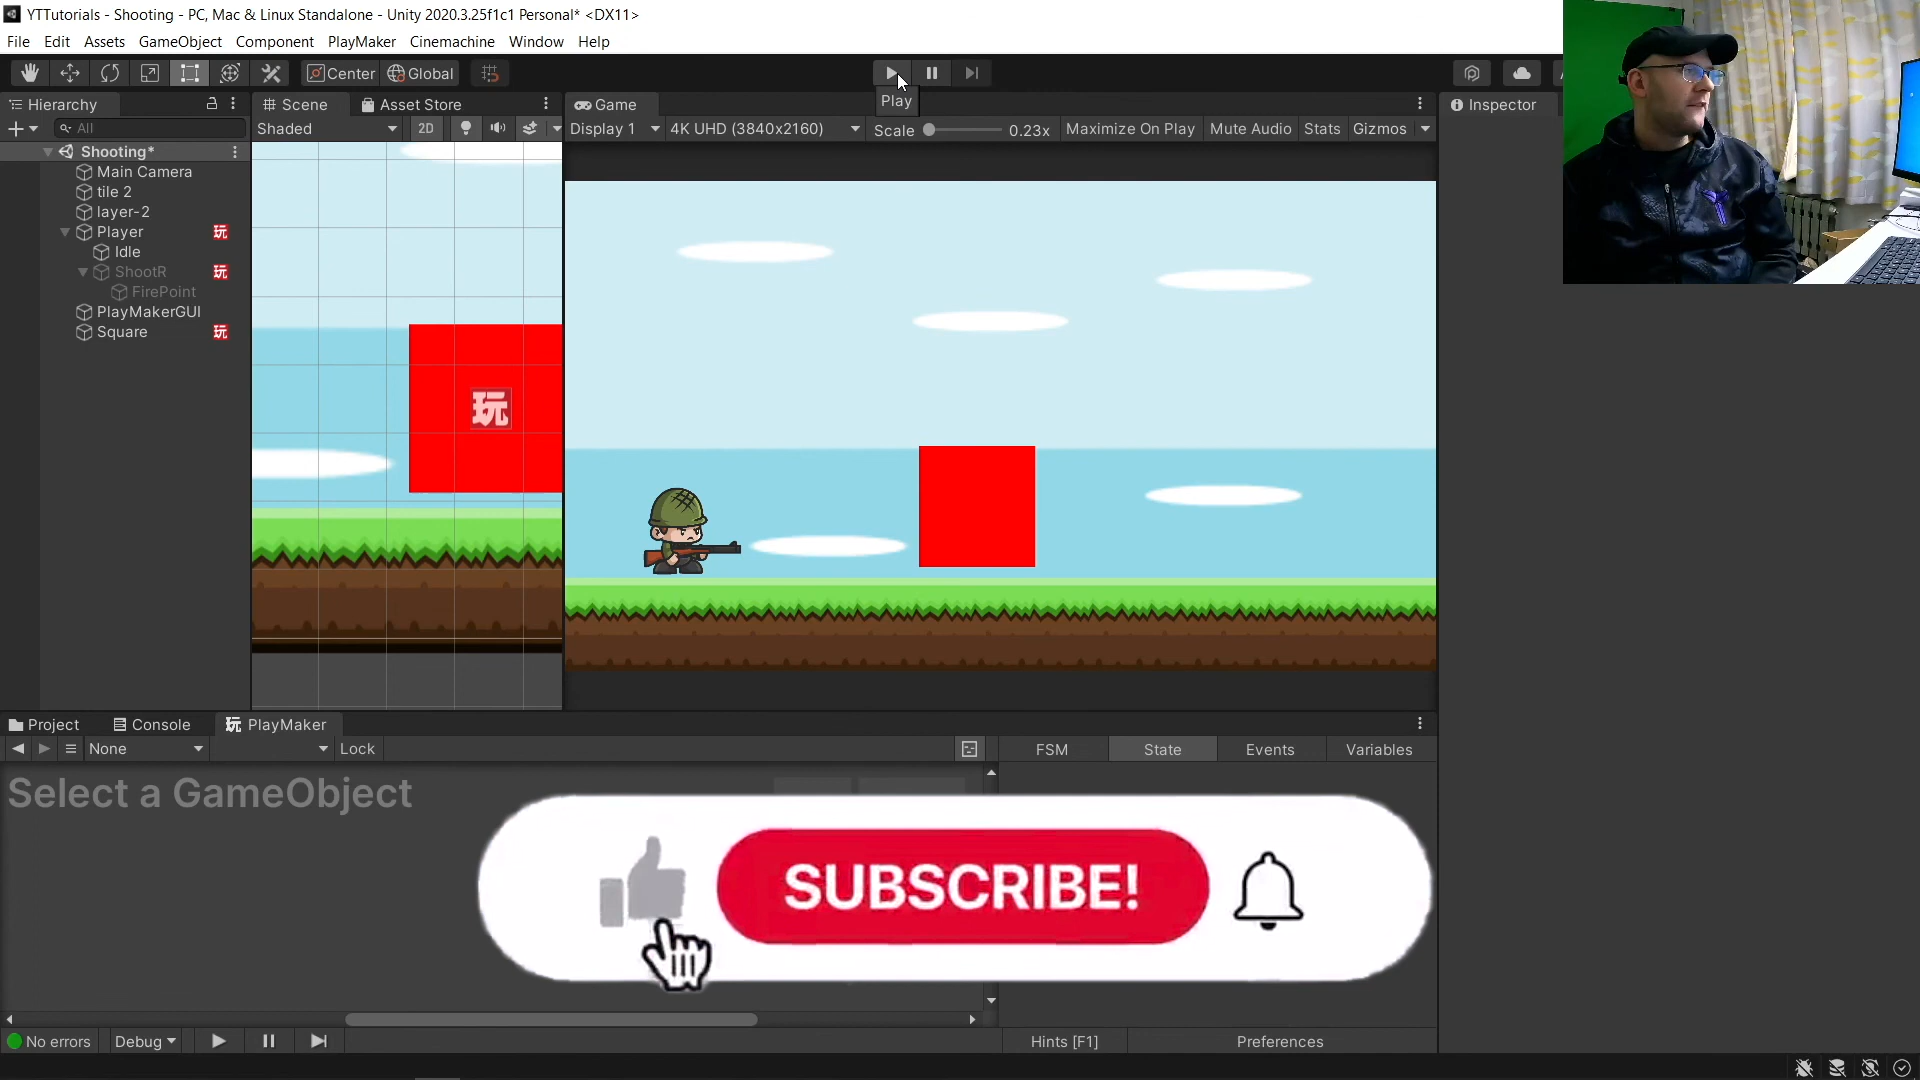 YTTutorials - Shooting - PC, Mac & Linux Standalone - Unity 2020.3.25f1c1 Personal* <DX11>
File Edit Assets GameObject Component PlayMaker Cinemachine Window Help
Center Global
Play
Hierarchy Scene Asset Store Game Inspector
All Shaded 2D Display 1 4K UHD (3840x2160) Scale 0.23x Maximize On Play Mute Audio Stats Gizmos
Shooting*
Main Camera
tile 2
layer-2
Player 玩
Idle
ShootR 玩
FirePoint
PlayMakerGUI
Square 玩
玩
Project Console 玩 PlayMaker
None Lock FSM State Events Variables
Select a GameObject
SUBSCRIBE!
No errors Debug Hints [F1] Preferences